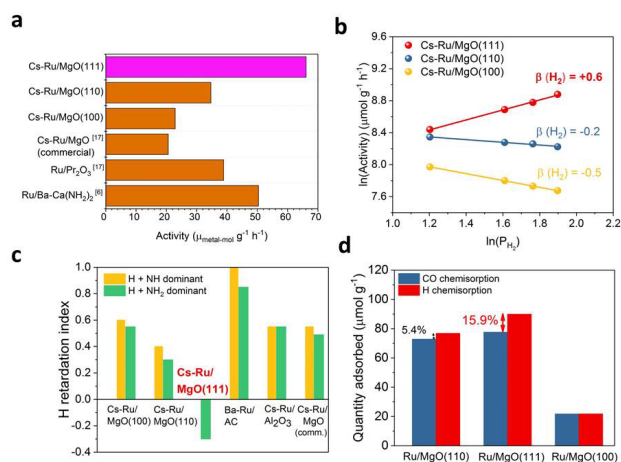 a
Cs-Ru/MgO(111)
Cs-Ru/MgO(110)
Cs-Ru/MgO(100)
Cs-Ru/MgO [17]
(commercial)
Ru/Pr2O3 [17]
Ru/Ba-Ca(NH2)2 [6]
0 10 20 30 40 50 60 70
Activity (μmetal-mol g-1 h-1)
b
Cs-Ru/MgO(111)
Cs-Ru/MgO(110)
Cs-Ru/MgO(100)
β (H2) = +0.6
β (H2) = -0.2
β (H2) = -0.5
ln(Activity) (μmol g-1 h-1)
9.6
9.0
8.4
7.8
1.0 1.2 1.4 1.6 1.8 2.0 2.2
ln(PH2)
c
H + NH dominant
H + NH2 dominant
H retardation index
1.0
0.8
0.6
0.4
0.2
0.0
-0.2
-0.4
Cs-Ru/
MgO(111)
Cs-Ru/
MgO(100)
Cs-Ru/
MgO(110)
Ba-Ru/
AC
Cs-Ru/
Al2O3
Cs-Ru/
MgO
(comm.)
d
CO chemisorption
H chemisorption
Quantity adsorbed (μmol g-1)
140
120
100
80
60
40
20
0
5.4%
15.9%
Ru/MgO(110) Ru/MgO(111) Ru/MgO(100)